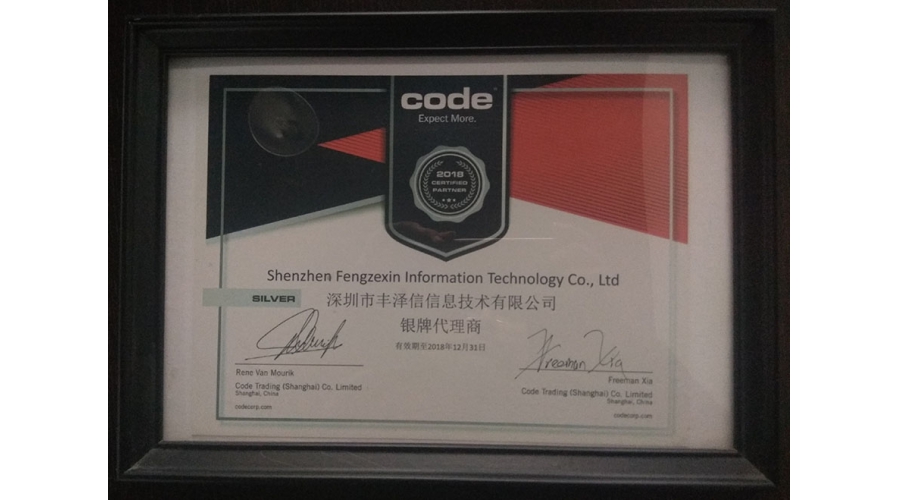 code
Expect More.
2018
CERTIFIED
PARTNER
Shenzhen Fengzexin Information Technology Co., Ltd
SILVER
深圳市丰泽信信息技术有限公司
银牌代理商
有效期至2018年12月31日
Rene Van Mourik
Code Trading (Shanghai) Co. Limited
Shanghai, China
codecorp.com
Freeman Xia
Freeman Xia
Code Trading (Shanghai) Co. Limited
Shanghai, China
codecorp.com